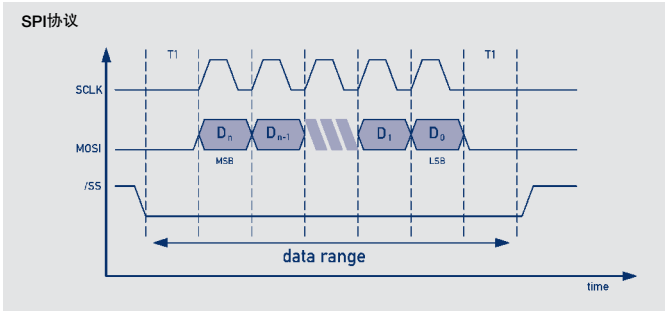 SPI协议
T1 T1
SCLK
MOSI Dn Dn-1 D1 D0
MSB LSB
/SS
data range
time